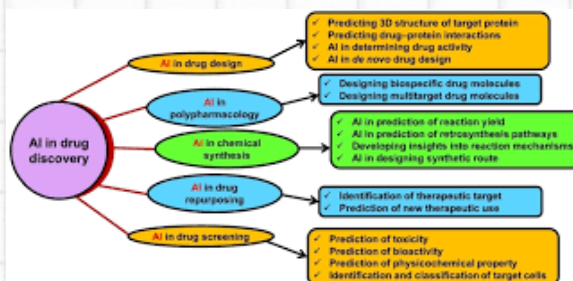 AI in drug
discovery
AI in drug design
✓ Predicting 3D structure of target protein
✓ Predicting drug–protein interactions
✓ AI in determining drug activity
✓ AI in de novo drug design
AI in
polypharmacology
✓ Designing biospecific drug molecules
✓ Designing multitarget drug molecules
AI in chemical
synthesis
✓ AI in prediction of reaction yield
✓ AI in prediction of retrosynthesis pathways
✓ Developing insights into reaction mechanisms
✓ AI in designing synthetic route
AI in drug
repurposing
✓ Identification of therapeutic target
✓ Prediction of new therapeutic use
AI in drug screening
✓ Prediction of toxicity
✓ Prediction of bioactivity
✓ Prediction of physicochemical property
✓ Identification and classification of target cells